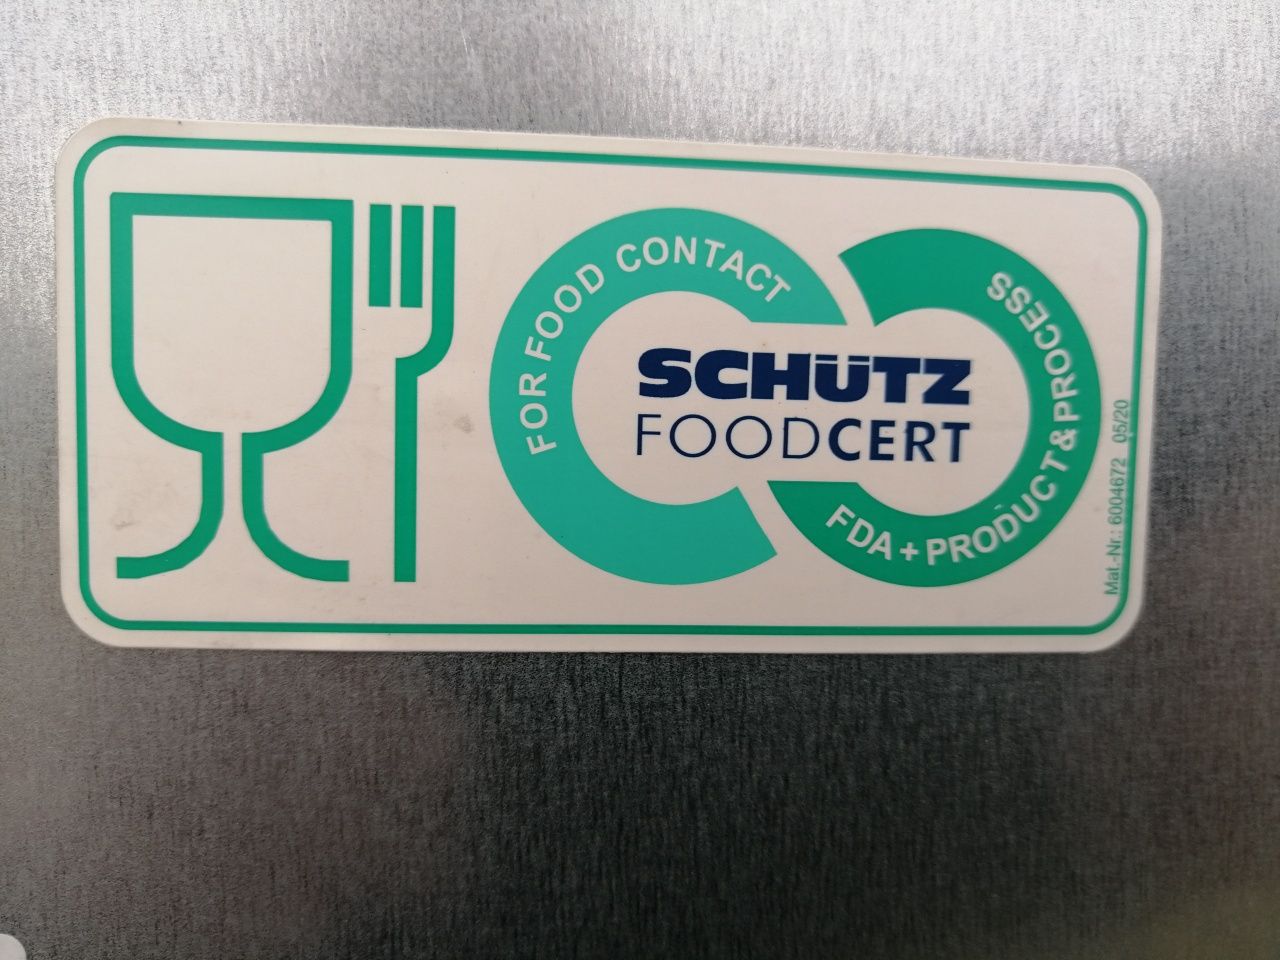 FOR FOOD CONTACT
SCHÜTZ
FOODCERT
FDA + PRODUCT & PROCESS
Mat.-Nr.: 6004672 05/20